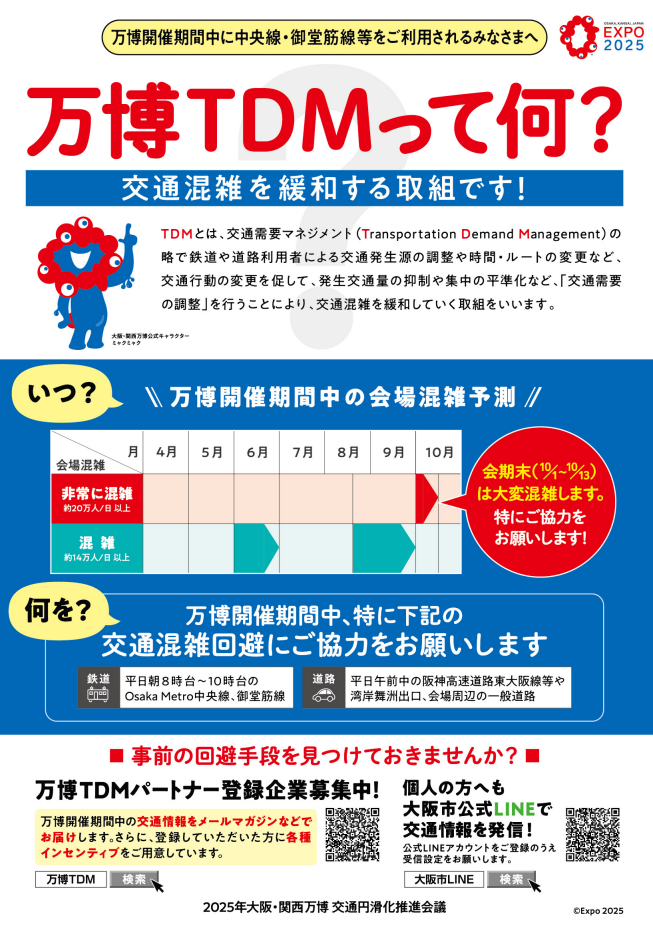 万博開催期間中に中央線・御堂筋線等をご利用されるみなさまへ
OSAKA, KANSAI, JAPAN
EXPO
2025
万博TDMって何？
交通混雑を緩和する取組です！
TDMとは、交通需要マネジメント（Transportation Demand Management）の
略で鉄道や道路利用者による交通発生源の調整や時間・ルートの変更など、
交通行動の変更を促して、発生交通量の抑制や集中の平準化など、「交通需要
の調整」を行うことにより、交通混雑を緩和していく取組をいいます。
大阪・関西万博公式キャラクター
ミャクミャク
いつ？
万博開催期間中の会場混雑予測
月 4月 5月 6月 7月 8月 9月 10月
会場混雑
非常に混雑
約20万人/日 以上
混 雑
約14万人/日 以上
会期末（10/1~10/13）
は大変混雑します。
特にご協力を
お願いします！
何を？
万博開催期間中、特に下記の
交通混雑回避にご協力をお願いします
鉄道
平日朝8時台～10時台の
Osaka Metro中央線、御堂筋線
道路
平日午前中の阪神高速道路東大阪線等や
湾岸舞洲出口、会場周辺の一般道路
■ 事前の回避手段を見つけておきませんか？ ■
万博TDMパートナー登録企業募集中！
万博開催期間中の交通情報をメールマガジンなどで
お届けします。さらに、登録していただいた方に各種
インセンティブをご用意しています。
万博TDM 検索
個人の方へも
大阪市公式LINEで
交通情報を発信！
公式LINEアカウントをご登録のうえ
受信設定をお願いします。
大阪市LINE 検索
2025年大阪・関西万博 交通円滑化推進会議
©Expo 2025